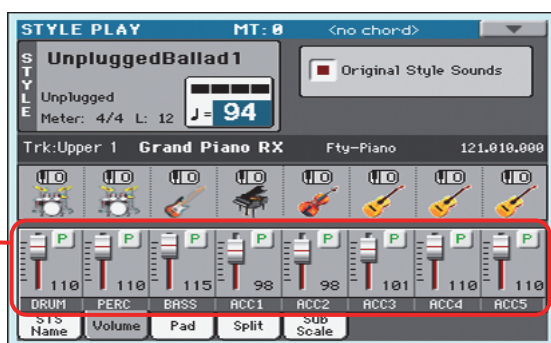 STYLE PLAY MT: 0 <no chord>
STYLE
UnpluggedBallad1
Original Style Sounds
Unplugged
Meter: 4/4 L: 12 ♩= 94
Trk:Upper 1 Grand Piano RX Fty-Piano 121.010.000
P P P P P P P P
110 110 115 98 98 101 110 110
DRUM PERC BASS ACC1 ACC2 ACC3 ACC4 ACC5
STS Name Volume Pad Split Sub Scale